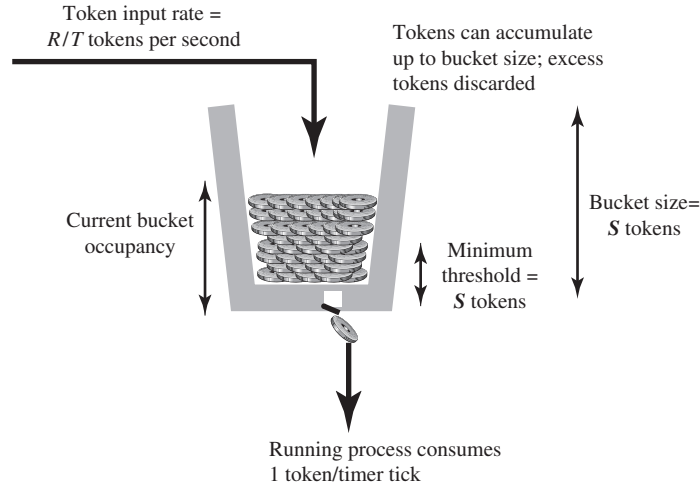 Token input rate =
R/T tokens per second
Tokens can accumulate
up to bucket size; excess
tokens discarded
Current bucket
occupancy
Minimum
threshold =
S tokens
Bucket size=
S tokens
Running process consumes
1 token/timer tick